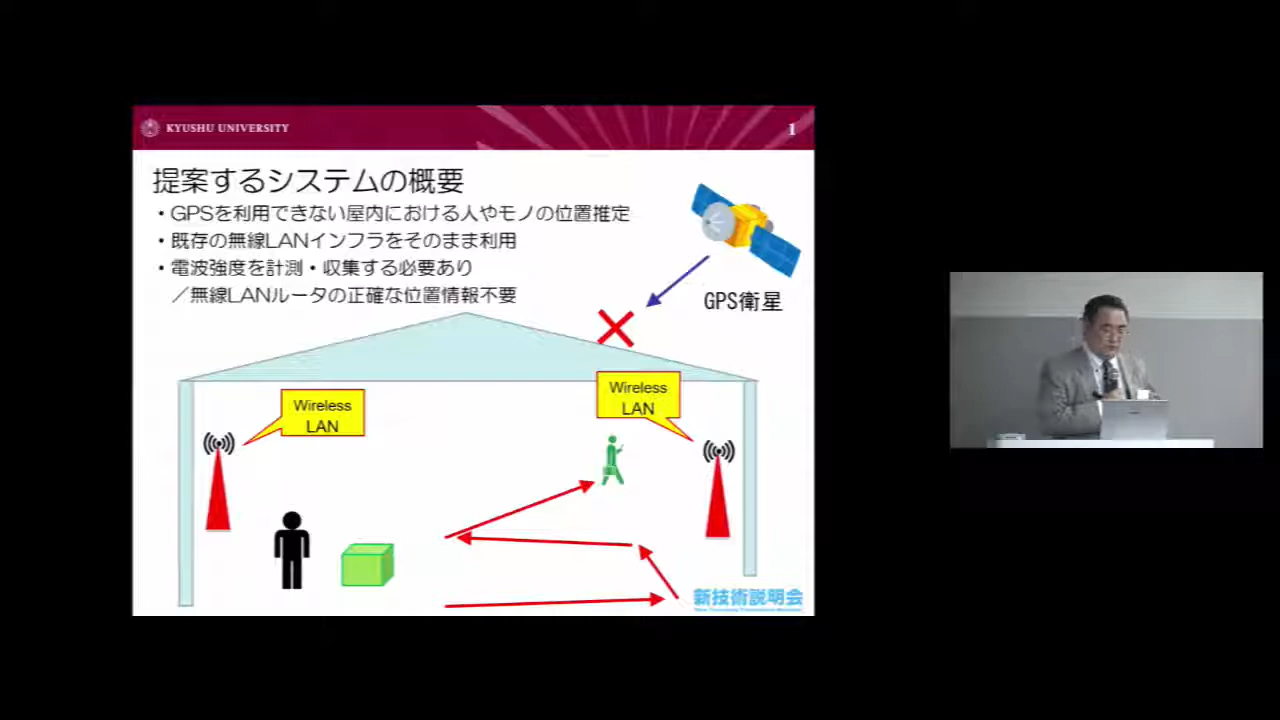 KYUSHU UNIVERSITY
1
提案するシステムの概要
・GPSを利用できない屋内における人やモノの位置推定
・既存の無線LANインフラをそのまま利用
・電波強度を計測・収集する必要あり
／無線LANルータの正確な位置情報不要
GPS衛星
Wireless
LAN
Wireless
LAN
新技術説明会